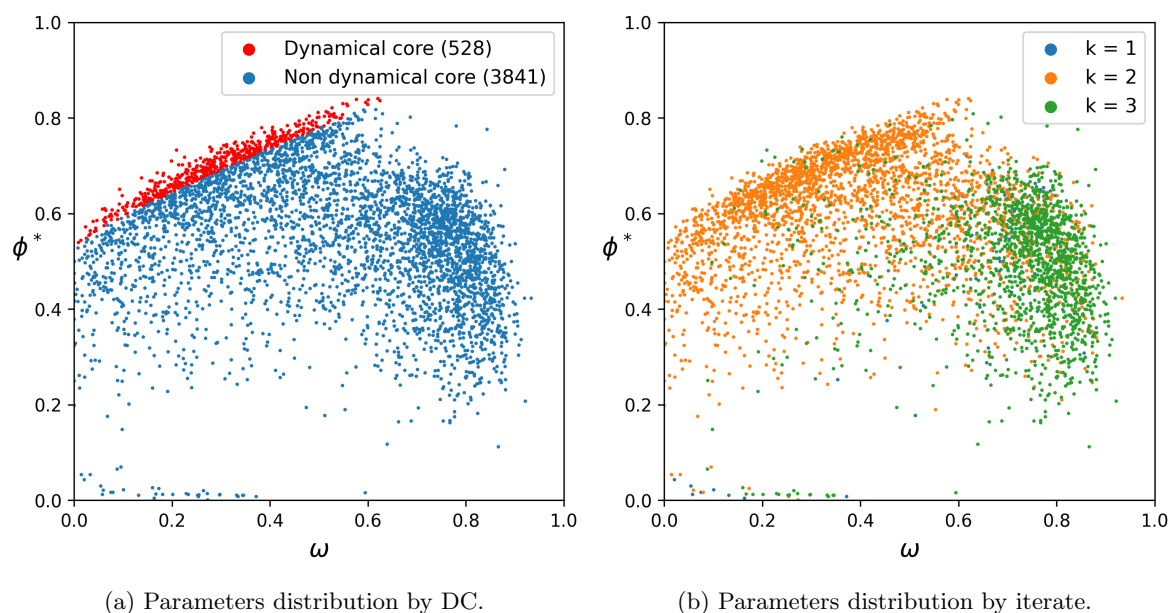 1.0
0.8
0.6
ϕ*
0.4
0.2
0.0
0.0 0.2 0.4 0.6 0.8 1.0
ω
Dynamical core (528)
Non dynamical core (3841)
(a) Parameters distribution by DC.
1.0
0.8
0.6
ϕ*
0.4
0.2
0.0
0.0 0.2 0.4 0.6 0.8 1.0
ω
k = 1
k = 2
k = 3
(b) Parameters distribution by iterate.